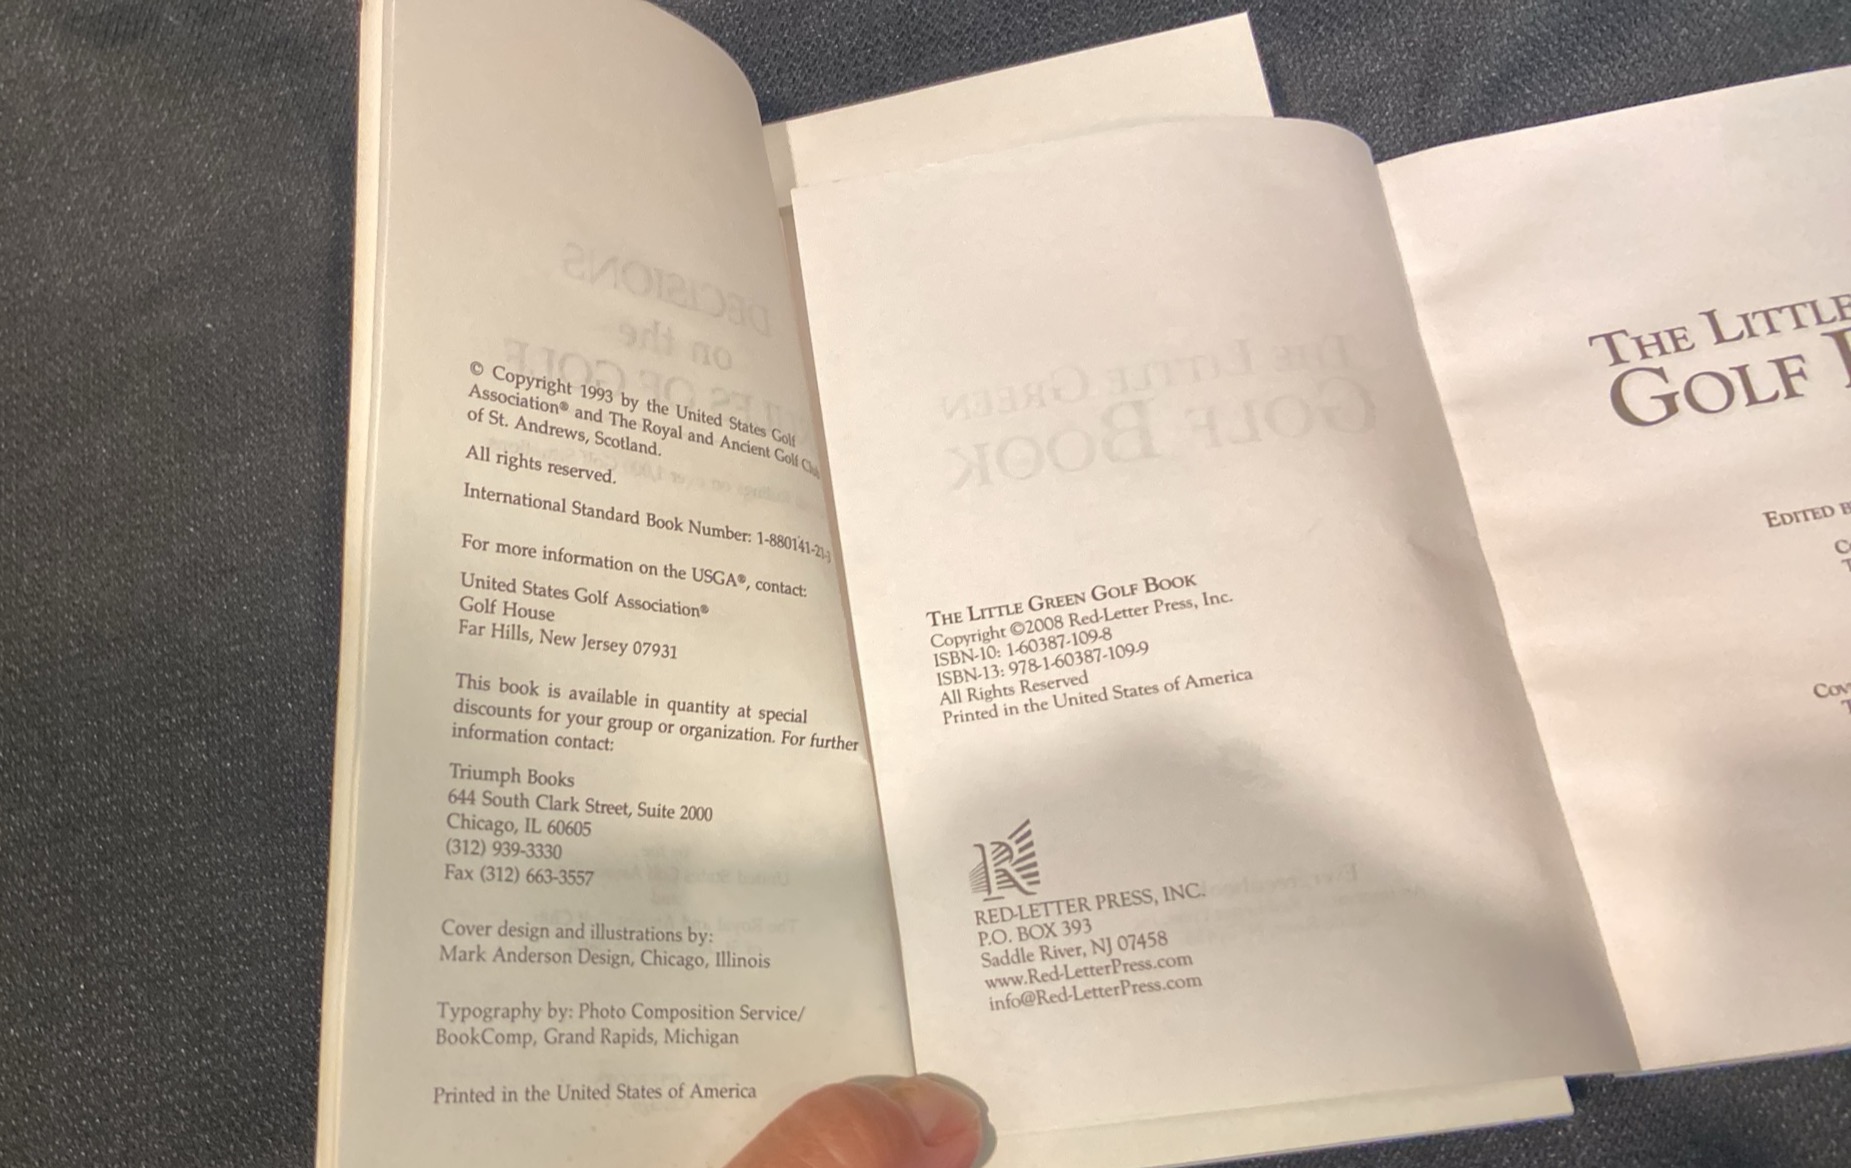 © Copyright 1993 by the United States Golf
Association® and The Royal and Ancient Golf Club
of St. Andrews, Scotland.
All rights reserved.
International Standard Book Number: 1-880141-21-3
For more information on the USGA®, contact:
United States Golf Association®
Golf House
Far Hills, New Jersey 07931
This book is available in quantity at special
discounts for your group or organization. For further
information contact:
Triumph Books
644 South Clark Street, Suite 2000
Chicago, IL 60605
(312) 939-3330
Fax (312) 663-3557
Cover design and illustrations by:
Mark Anderson Design, Chicago, Illinois
Typography by: Photo Composition Service/
BookComp, Grand Rapids, Michigan
Printed in the United States of America
THE LITTLE GREEN GOLF BOOK
Copyright ©2008 Red-Letter Press, Inc.
ISBN-10: 1-60387-109-8
ISBN-13: 978-1-60387-109-9
All Rights Reserved
Printed in the United States of America
RED-LETTER PRESS, INC.
P.O. BOX 393
Saddle River, NJ 07458
www.Red-LetterPress.com
info@Red-LetterPress.com
THE LITTLE
GOLF
EDITED